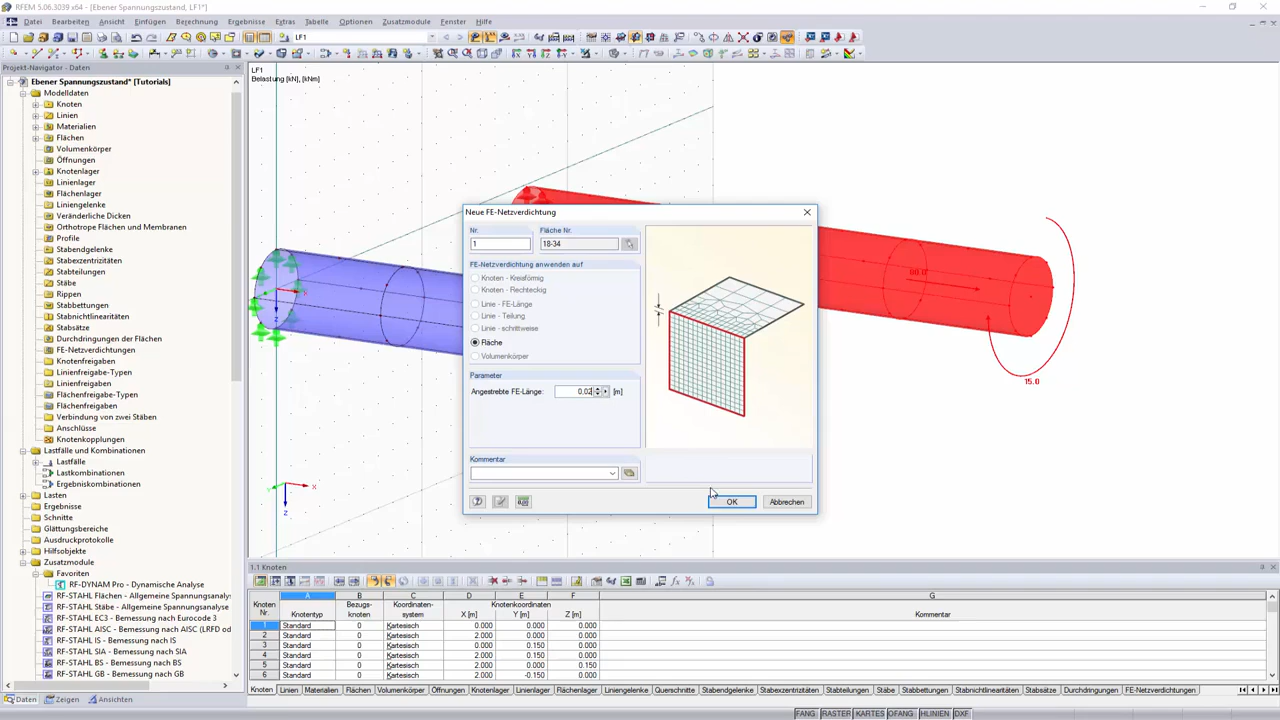 RFEM 5.06.3039 x64 - [Ebener Spannungszustand, LF1*]
Datei Bearbeiten Ansicht Einfügen Berechnung Ergebnisse Extras Tabelle Optionen Zusatzmodule Fenster Hilfe
LF1
Projekt-Navigator - Daten
Ebener Spannungszustand* [Tutorials]
Modelldaten
Knoten
Linien
Materialien
Flächen
Volumenkörper
Öffnungen
Knotenlager
Linienlager
Flächenlager
Liniengelenke
Veränderliche Dicken
Orthotrope Flächen und Membranen
Profile
Stabendgelenke
Stabexzentrizitäten
Stabteilungen
Stäbe
Rippen
Stabbettungen
Stabnichtlinearitäten
Stabsätze
Durchdringungen der Flächen
FE-Netzverdichtungen
Knotenfreigaben
Linienfreigabe-Typen
Linienfreigaben
Flächenfreigabe-Typen
Flächenfreigaben
Verbindung von zwei Stäben
Anschlüsse
Knotenkopplungen
Lastfälle und Kombinationen
Lastfälle
Lastkombinationen
Ergebniskombinationen
Lasten
Ergebnisse
Schnitte
Glättungsbereiche
Ausdruckprotokolle
Hilfsobjekte
Zusatzmodule
Favoriten
RF-DYNAM Pro - Dynamische Analyse
RF-STAHL Flächen - Allgemeine Spannungsanaly
RF-STAHL Stäbe - Allgemeine Spannungsanalys
RF-STAHL EC3 - Bemessung nach Eurocode 3
RF-STAHL AISC - Bemessung nach AISC (LRFD o
RF-STAHL IS - Bemessung nach IS
RF-STAHL SIA - Bemessung nach SIA
RF-STAHL BS - Bemessung nach BS
RF-STAHL GB - Bemessung nach GB
Daten Zeigen Ansichten
LF1
Belastung [kN], [kNm]
x
z
X
Z
80.0
15.0
Neue FE-Netzverdichtung
Nr. Fläche Nr.
1 18-34
FE-Netzverdichtung anwenden auf
Knoten - Kreisförmig
Knoten - Rechteckig
Linie - FE-Länge
Linie - Teilung
Linie - schrittweise
Fläche
Volumenkörper
Parameter
Angestrebte FE-Länge: 0.02 [m]
Kommentar
OK Abbrechen
1.1 Knoten
A B C D E F G
Knoten Bezugs- Koordinaten- Knotenkoordinaten
Nr. Knotentyp knoten system X [m] Y [m] Z [m] Kommentar
1 Standard 0 Kartesisch 0.000 0.000 0.000
2 Standard 0 Kartesisch 2.000 0.000 0.000
3 Standard 0 Kartesisch 0.000 0.150 0.000
4 Standard 0 Kartesisch 2.000 0.150 0.000
5 Standard 0 Kartesisch 2.000 0.000 0.150
6 Standard 0 Kartesisch 2.000 -0.150 0.000
Knoten Linien Materialien Flächen Volumenkörper Öffnungen Knotenlager Linienlager Flächenlager Liniengelenke Querschnitte Stabendgelenke Stabexzentrizitäten Stabteilungen Stäbe Stabbettungen Stabnichtlinearitäten Stabsätze Durchdringungen FE-Netzverdichtungen
FANG RASTER KARTES OFANG HLINIEN DXF